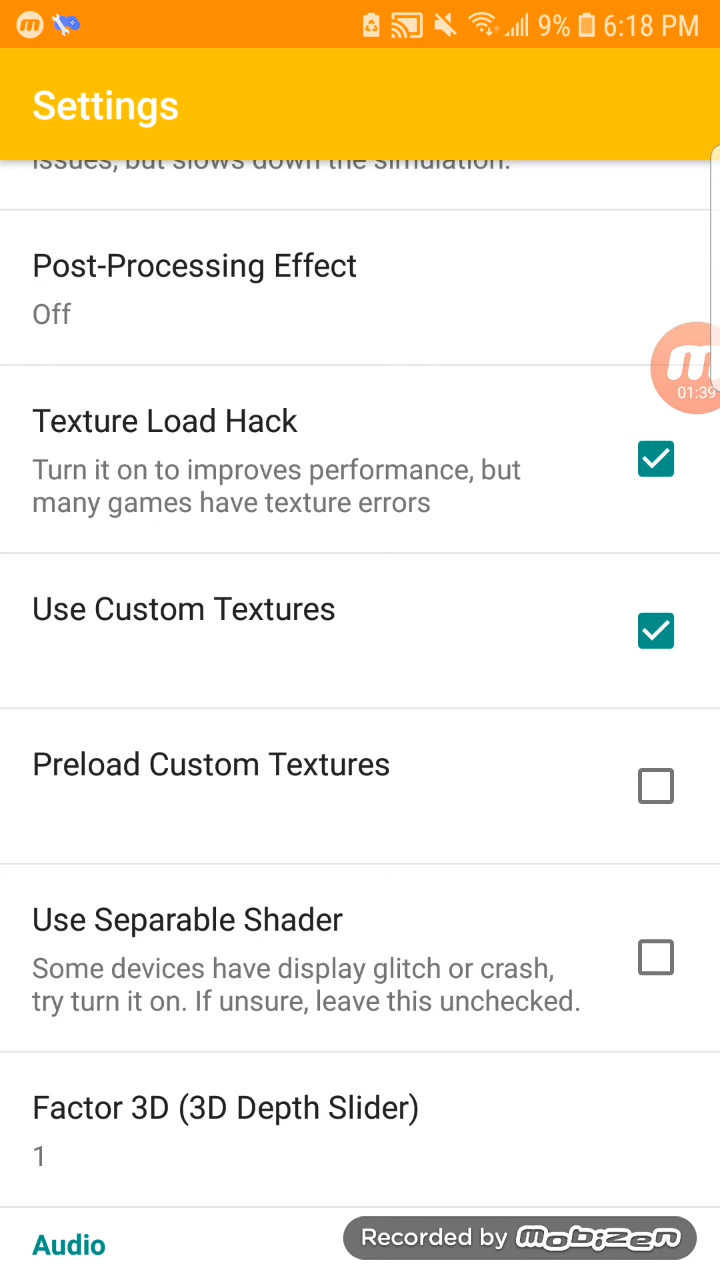 9% 6:18 PM
Settings
issues, but slows down the simulation.
Post-Processing Effect
Off
01:39
Texture Load Hack
Turn it on to improves performance, but
many games have texture errors
Use Custom Textures
Preload Custom Textures
Use Separable Shader
Some devices have display glitch or crash,
try turn it on. If unsure, leave this unchecked.
Factor 3D (3D Depth Slider)
1
Audio
Recorded by mobizen